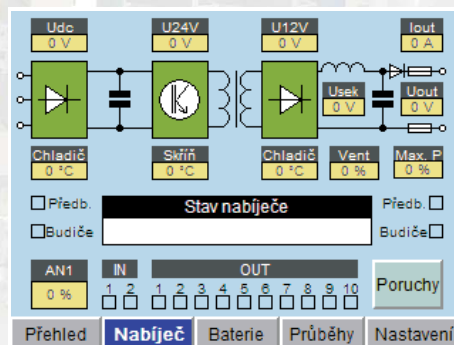 Udc U24V U12V Iout
0 V 0 V 0 V 0 A
Usek Uout
0 V 0 V
Chladič Skříň Chladič Vent Max. P
0 °C 0 °C 0 °C 0 % 0 %
Předb. Stav nabíječe Předb.
Budiče Budiče
AN1 IN OUT Poruchy
1 2 1 2 3 4 5 6 7 8 9 10
0 %
Přehled Nabíječ Baterie Průběhy Nastavení